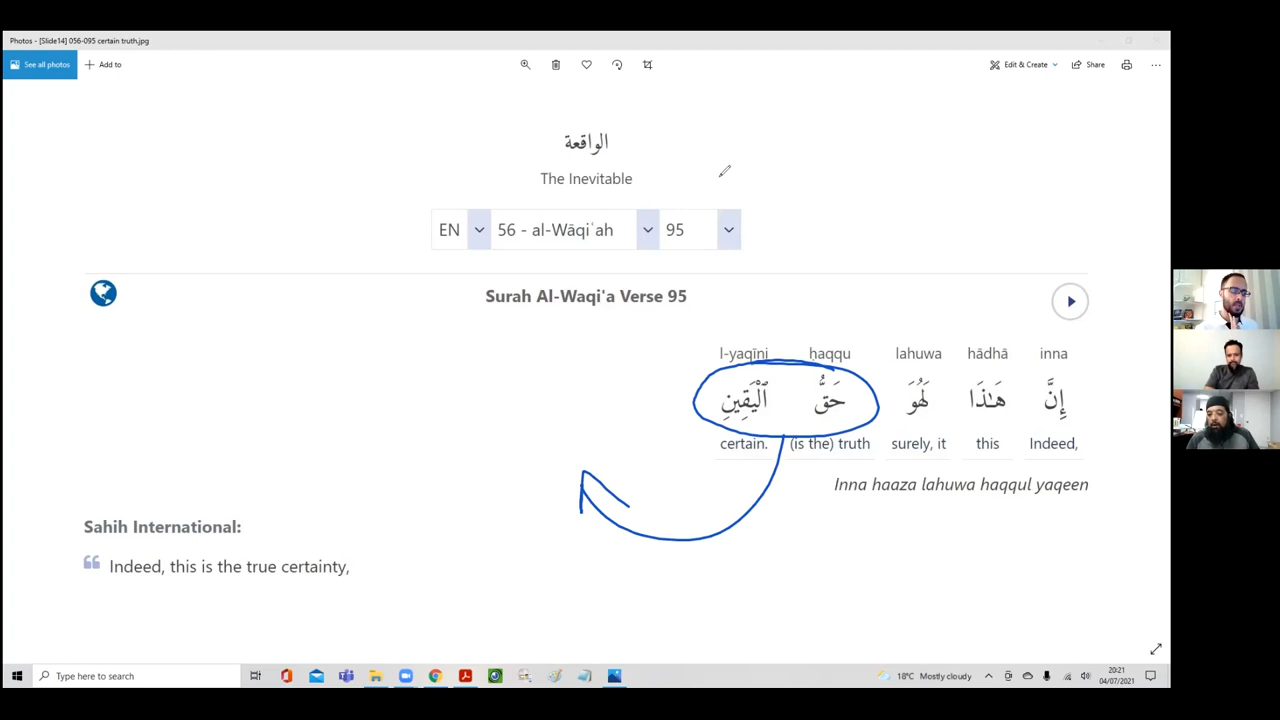 Photos - [Slide14] 056-095 certain truth.jpg
See all photos
Add to
Edit & Create
Share
الواقعة
The Inevitable
EN
56 - al-Wāqiʿah
95
Surah Al-Waqi'a Verse 95
inna hādhā lahuwa ḥaqqu l-yaqīni
إِنَّ هَـٰذَا لَهُوَ حَقُّ ٱلْيَقِينِ
Indeed, this surely, it (is the) truth certain.
Inna haaza lahuwa haqqul yaqeen
Sahih International:
Indeed, this is the true certainty,
Type here to search
18°C Mostly cloudy
20:21
04/07/2021